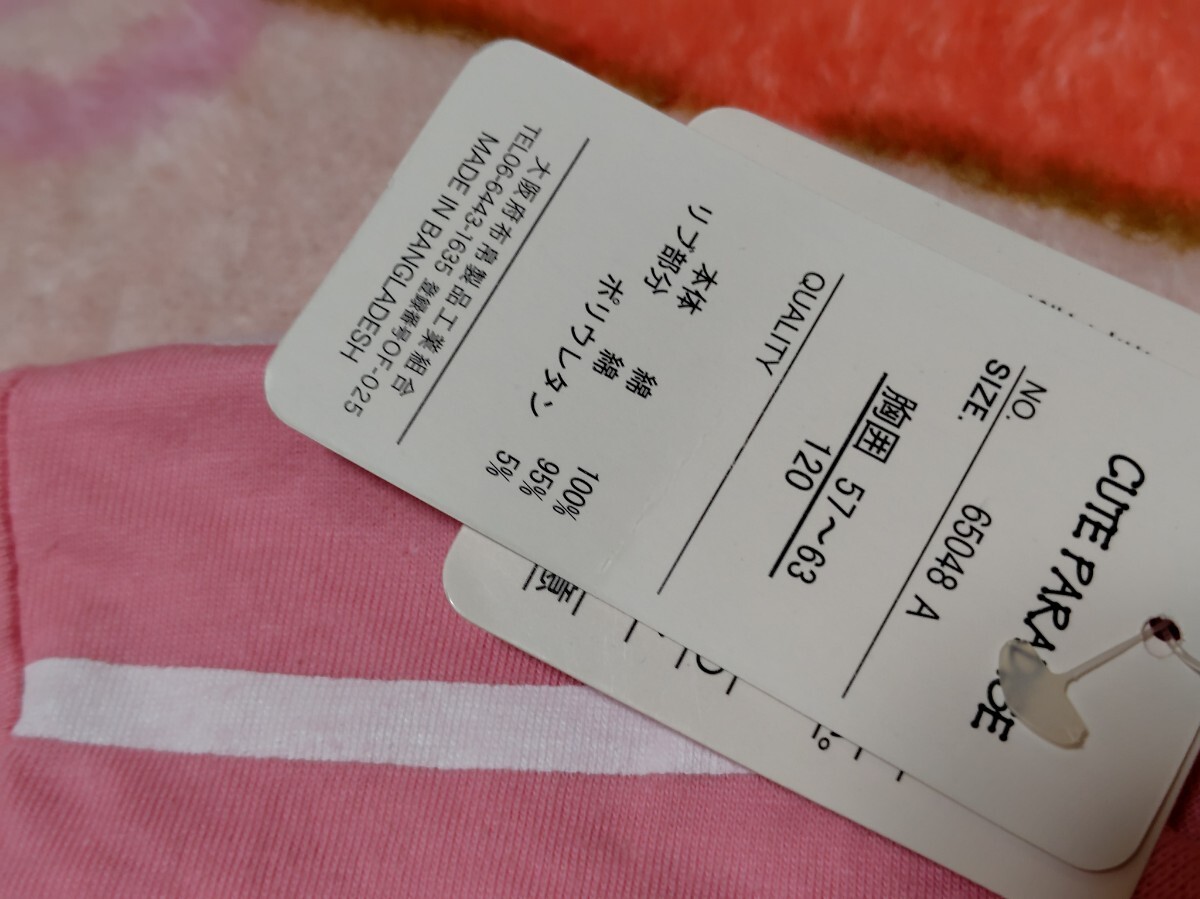 CUTE PARA
NO. 65048 A
SIZE.
胸囲 57～63
120
QUALITY
本体 綿 100%
リブ部分 綿 95%
ポリウレタン 5%
大阪府布帛製品工業組合
TEL06-6443-1635 登録番号OF-025
MADE IN BANGLADESH